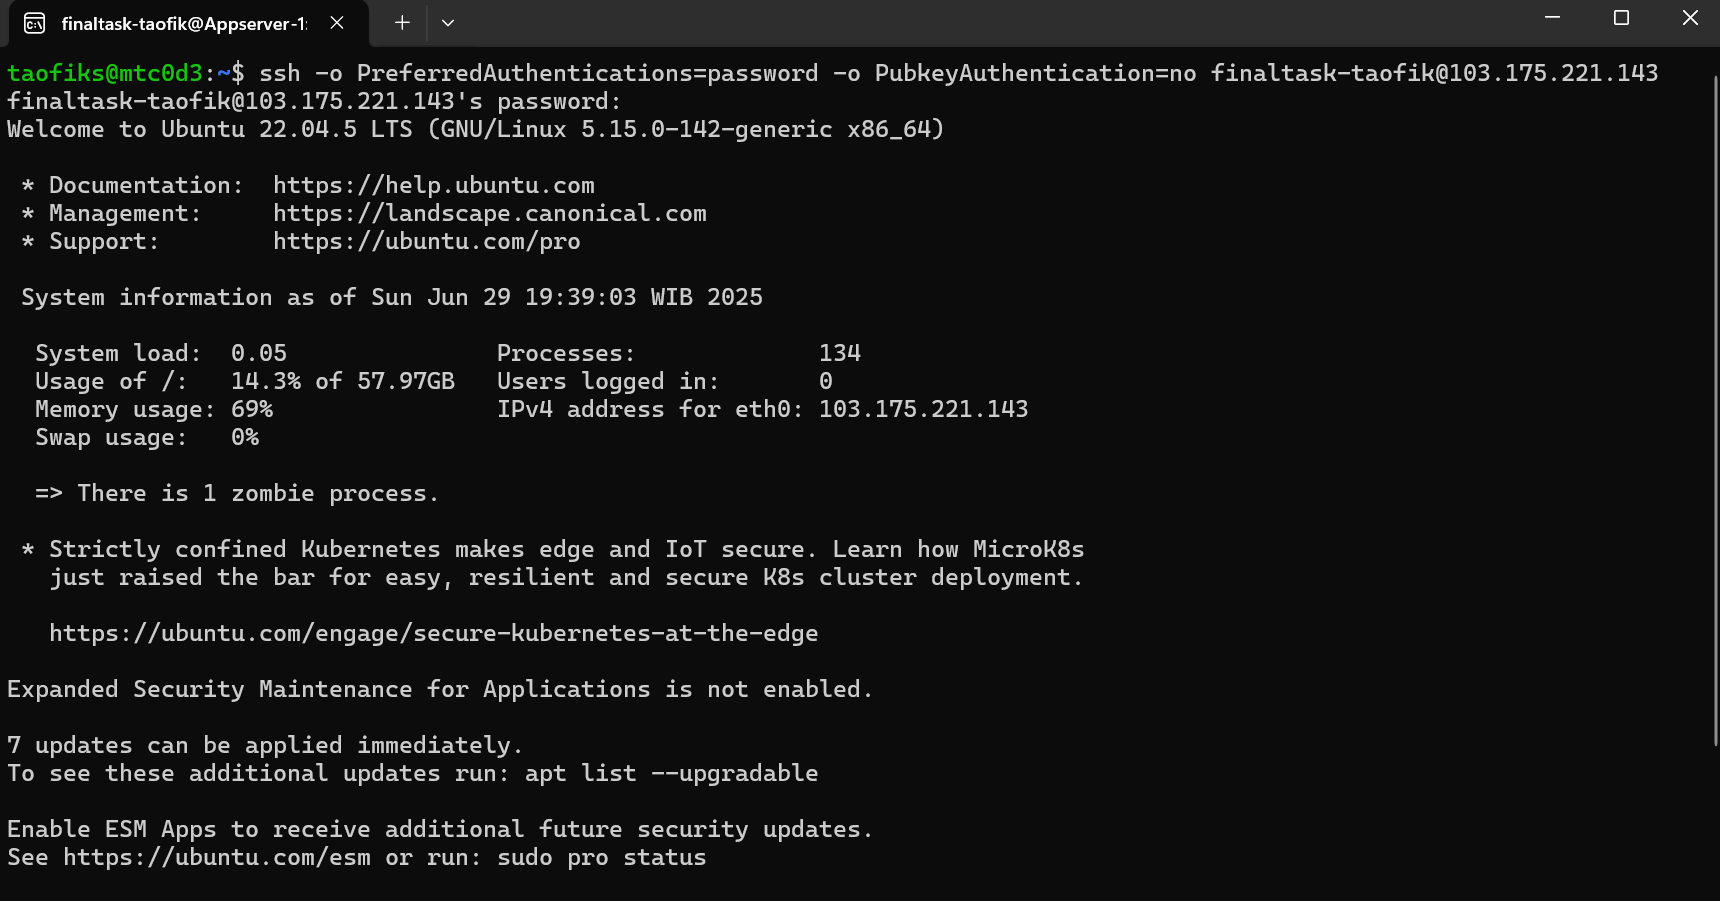 finaltask-taofik@Appserver-1:
taofiks@mtc0d3:~$ ssh -o PreferredAuthentications=password -o PubkeyAuthentication=no finaltask-taofik@103.175.221.143
finaltask-taofik@103.175.221.143's password:
Welcome to Ubuntu 22.04.5 LTS (GNU/Linux 5.15.0-142-generic x86_64)
* Documentation:  https://help.ubuntu.com
* Management:     https://landscape.canonical.com
* Support:        https://ubuntu.com/pro
System information as of Sun Jun 29 19:39:03 WIB 2025
System load:  0.05               Processes:             134
Usage of /:   14.3% of 57.97GB   Users logged in:       0
Memory usage: 69%                IPv4 address for eth0: 103.175.221.143
Swap usage:   0%
=> There is 1 zombie process.
* Strictly confined Kubernetes makes edge and IoT secure. Learn how MicroK8s
just raised the bar for easy, resilient and secure K8s cluster deployment.
https://ubuntu.com/engage/secure-kubernetes-at-the-edge
Expanded Security Maintenance for Applications is not enabled.
7 updates can be applied immediately.
To see these additional updates run: apt list --upgradable
Enable ESM Apps to receive additional future security updates.
See https://ubuntu.com/esm or run: sudo pro status